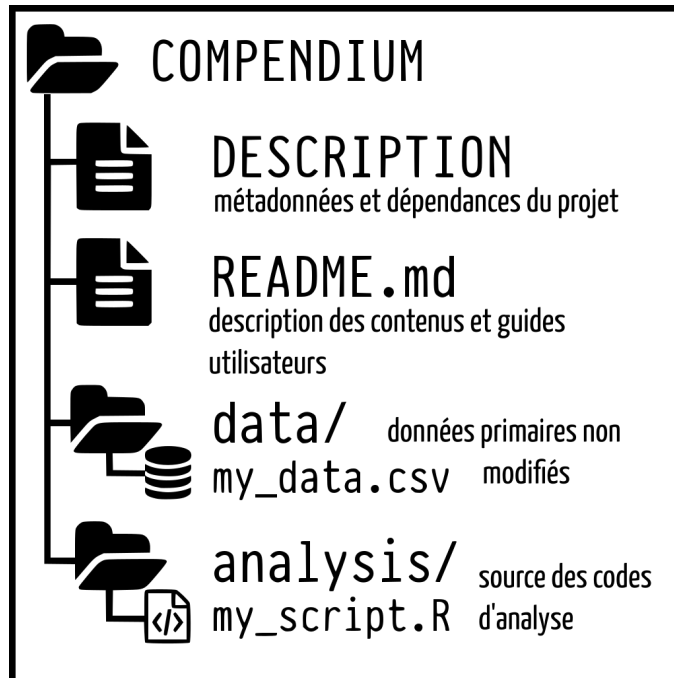 COMPENDIUM
DESCRIPTION
métadonnées et dépendances du projet
README.md
description des contenus et guides
utilisateurs
data/ données primaires non
my_data.csv modifiés
analysis/ source des codes
my_script.R d'analyse